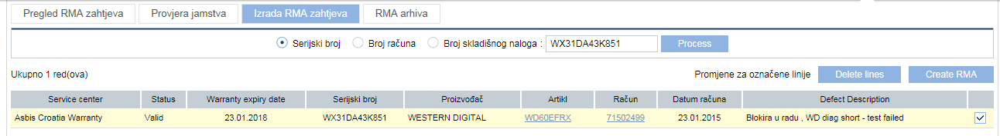 Pregled RMA zahtjeva Provjera jamstva Izrada RMA zahtjeva RMA arhiva
Serijski broj Broj računa Broj skladišnog naloga : WX31DA43K851 Process
Ukupno 1 red(ova) Promjene za označene linije Delete lines Create RMA
Service center Status Warranty expiry date Serijski broj Proizvođač Artikl Račun Datum računa Defect Description
Asbis Croatia Warranty Valid 23.01.2018 WX31DA43K851 WESTERN DIGITAL WD60EFRX 71502499 23.01.2015 Blokira u radu , WD diag short - test failed